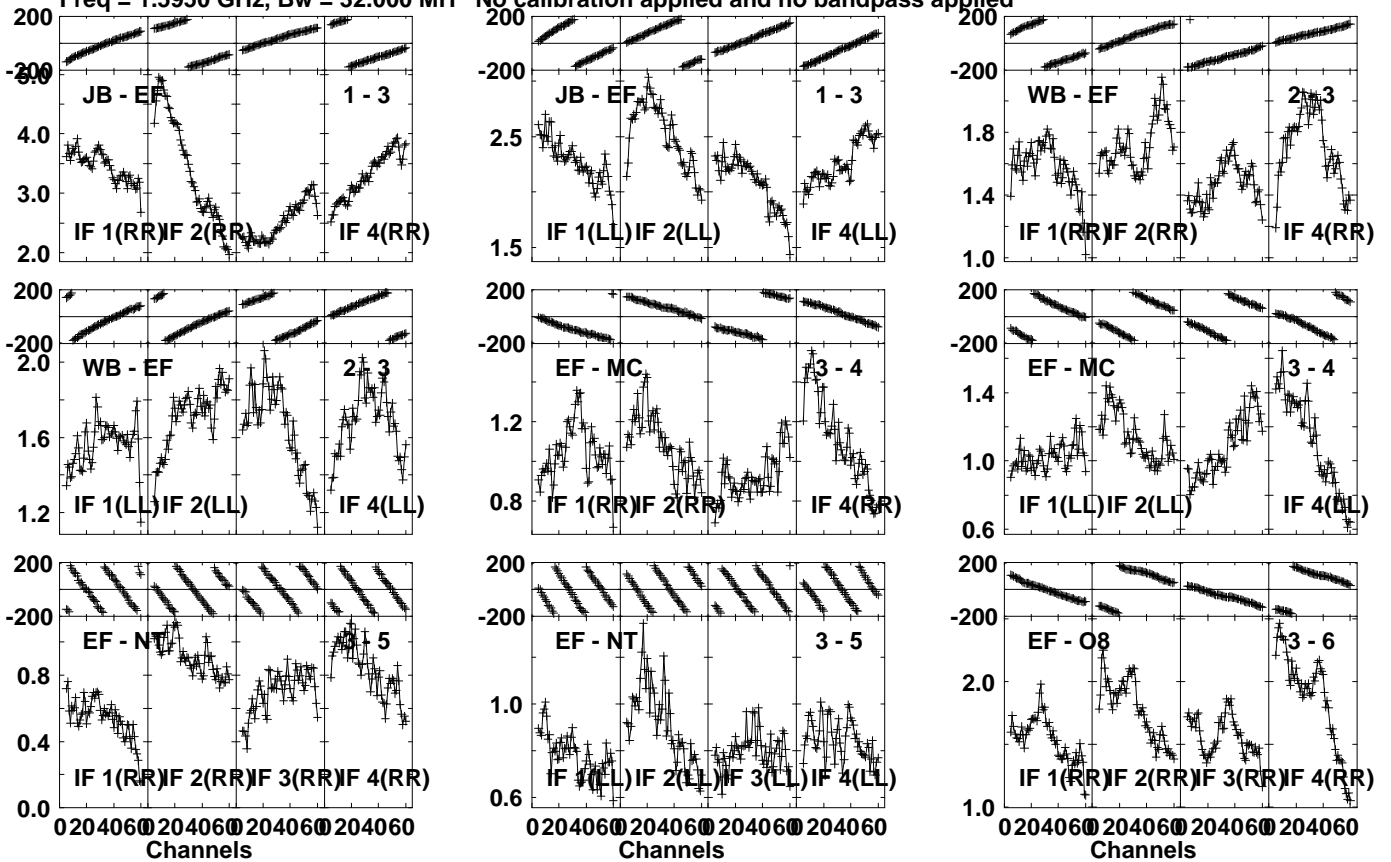 Freq = 1.5950 GHz, Bw = 32.000 MH No calibration applied and no bandpass applied
200 200 200
-200 -200 -200
5.0
JB - EF 1 - 3 JB - EF 1 - 3 WB - EF 2 - 3
4.0 2.5 1.8
3.0 1.4
IF 1(RR) IF 2(RR) IF 4(RR) IF 1(LL) IF 2(LL) IF 4(LL) IF 1(RR) IF 2(RR) IF 4(RR)
2.0 1.5 1.0
200 200 200
-200 -200 -200
2.0
WB - EF 2 - 3 EF - MC 3 - 4 EF - MC 3 - 4
1.6 1.2 1.4
1.0
IF 1(LL) IF 2(LL) IF 4(LL) IF 1(RR) IF 2(RR) IF 4(RR) IF 1(LL) IF 2(LL) IF 4(LL)
1.2 0.8 0.6
200 200 200
-200 -200 -200
EF - NT 3 - 5 EF - NT 3 - 5 EF - O8 3 - 6
0.8 1.0 2.0
0.4
IF 1(RR) IF 2(RR) IF 3(RR) IF 4(RR) IF 1(LL) IF 2(LL) IF 3(LL) IF 4(LL) IF 1(RR) IF 2(RR) IF 3(RR) IF 4(RR)
0.0 0.6 1.0
0 20 40 60 0 20 40 60 0 20 40 60 0 20 40 60 0 20 40 60 0 20 40 60 0 20 40 60 0 20 40 60 0 20 40 60 0 20 40 60 0 20 40 60 0 20 40 60
Channels Channels Channels